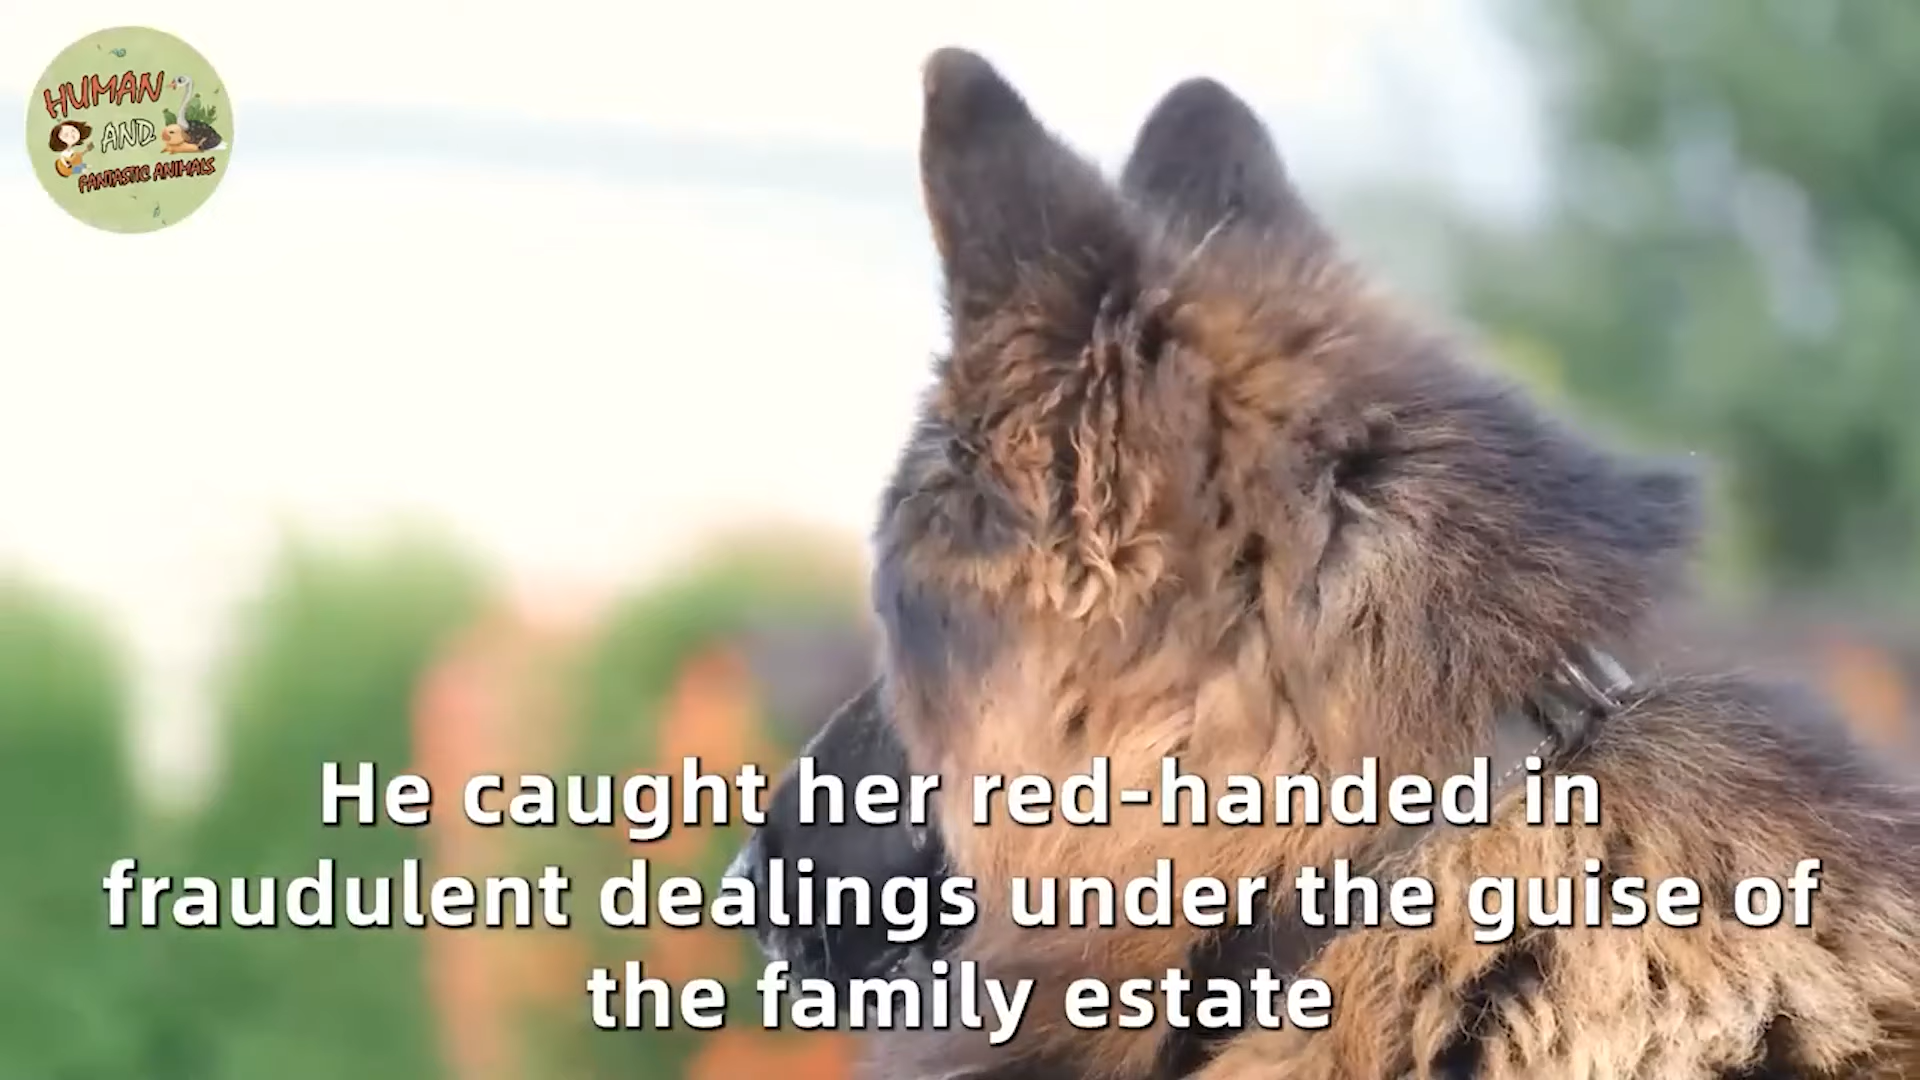 HUMAN
AND
FANTASTIC ANIMALS
He caught her red-handed in
fraudulent dealings under the guise of
the family estate